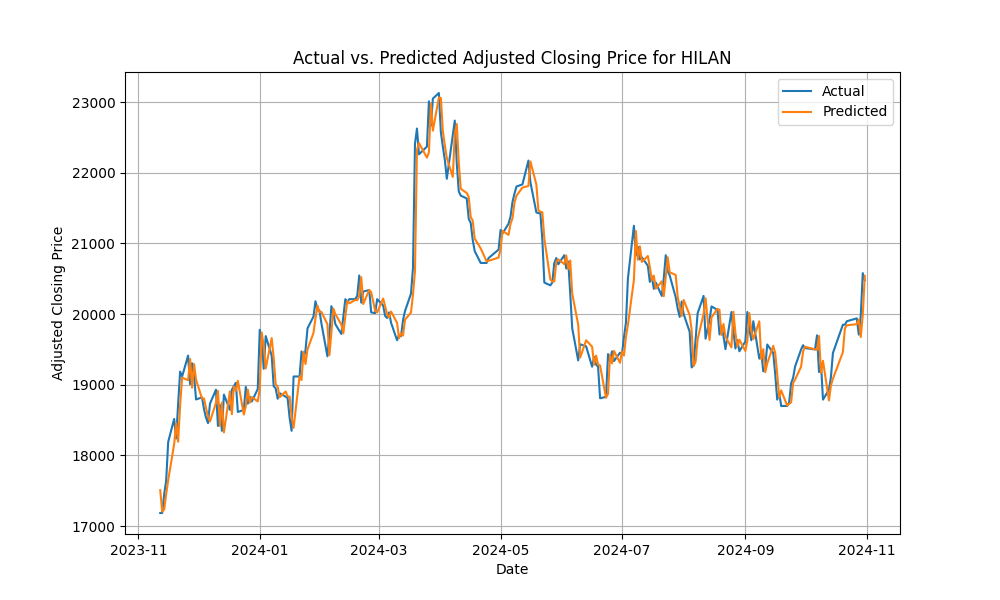 Actual vs. Predicted Adjusted Closing Price for HILAN
Actual
Predicted
Adjusted Closing Price
23000
22000
21000
20000
19000
18000
17000
2023-11 2024-01 2024-03 2024-05 2024-07 2024-09 2024-11
Date